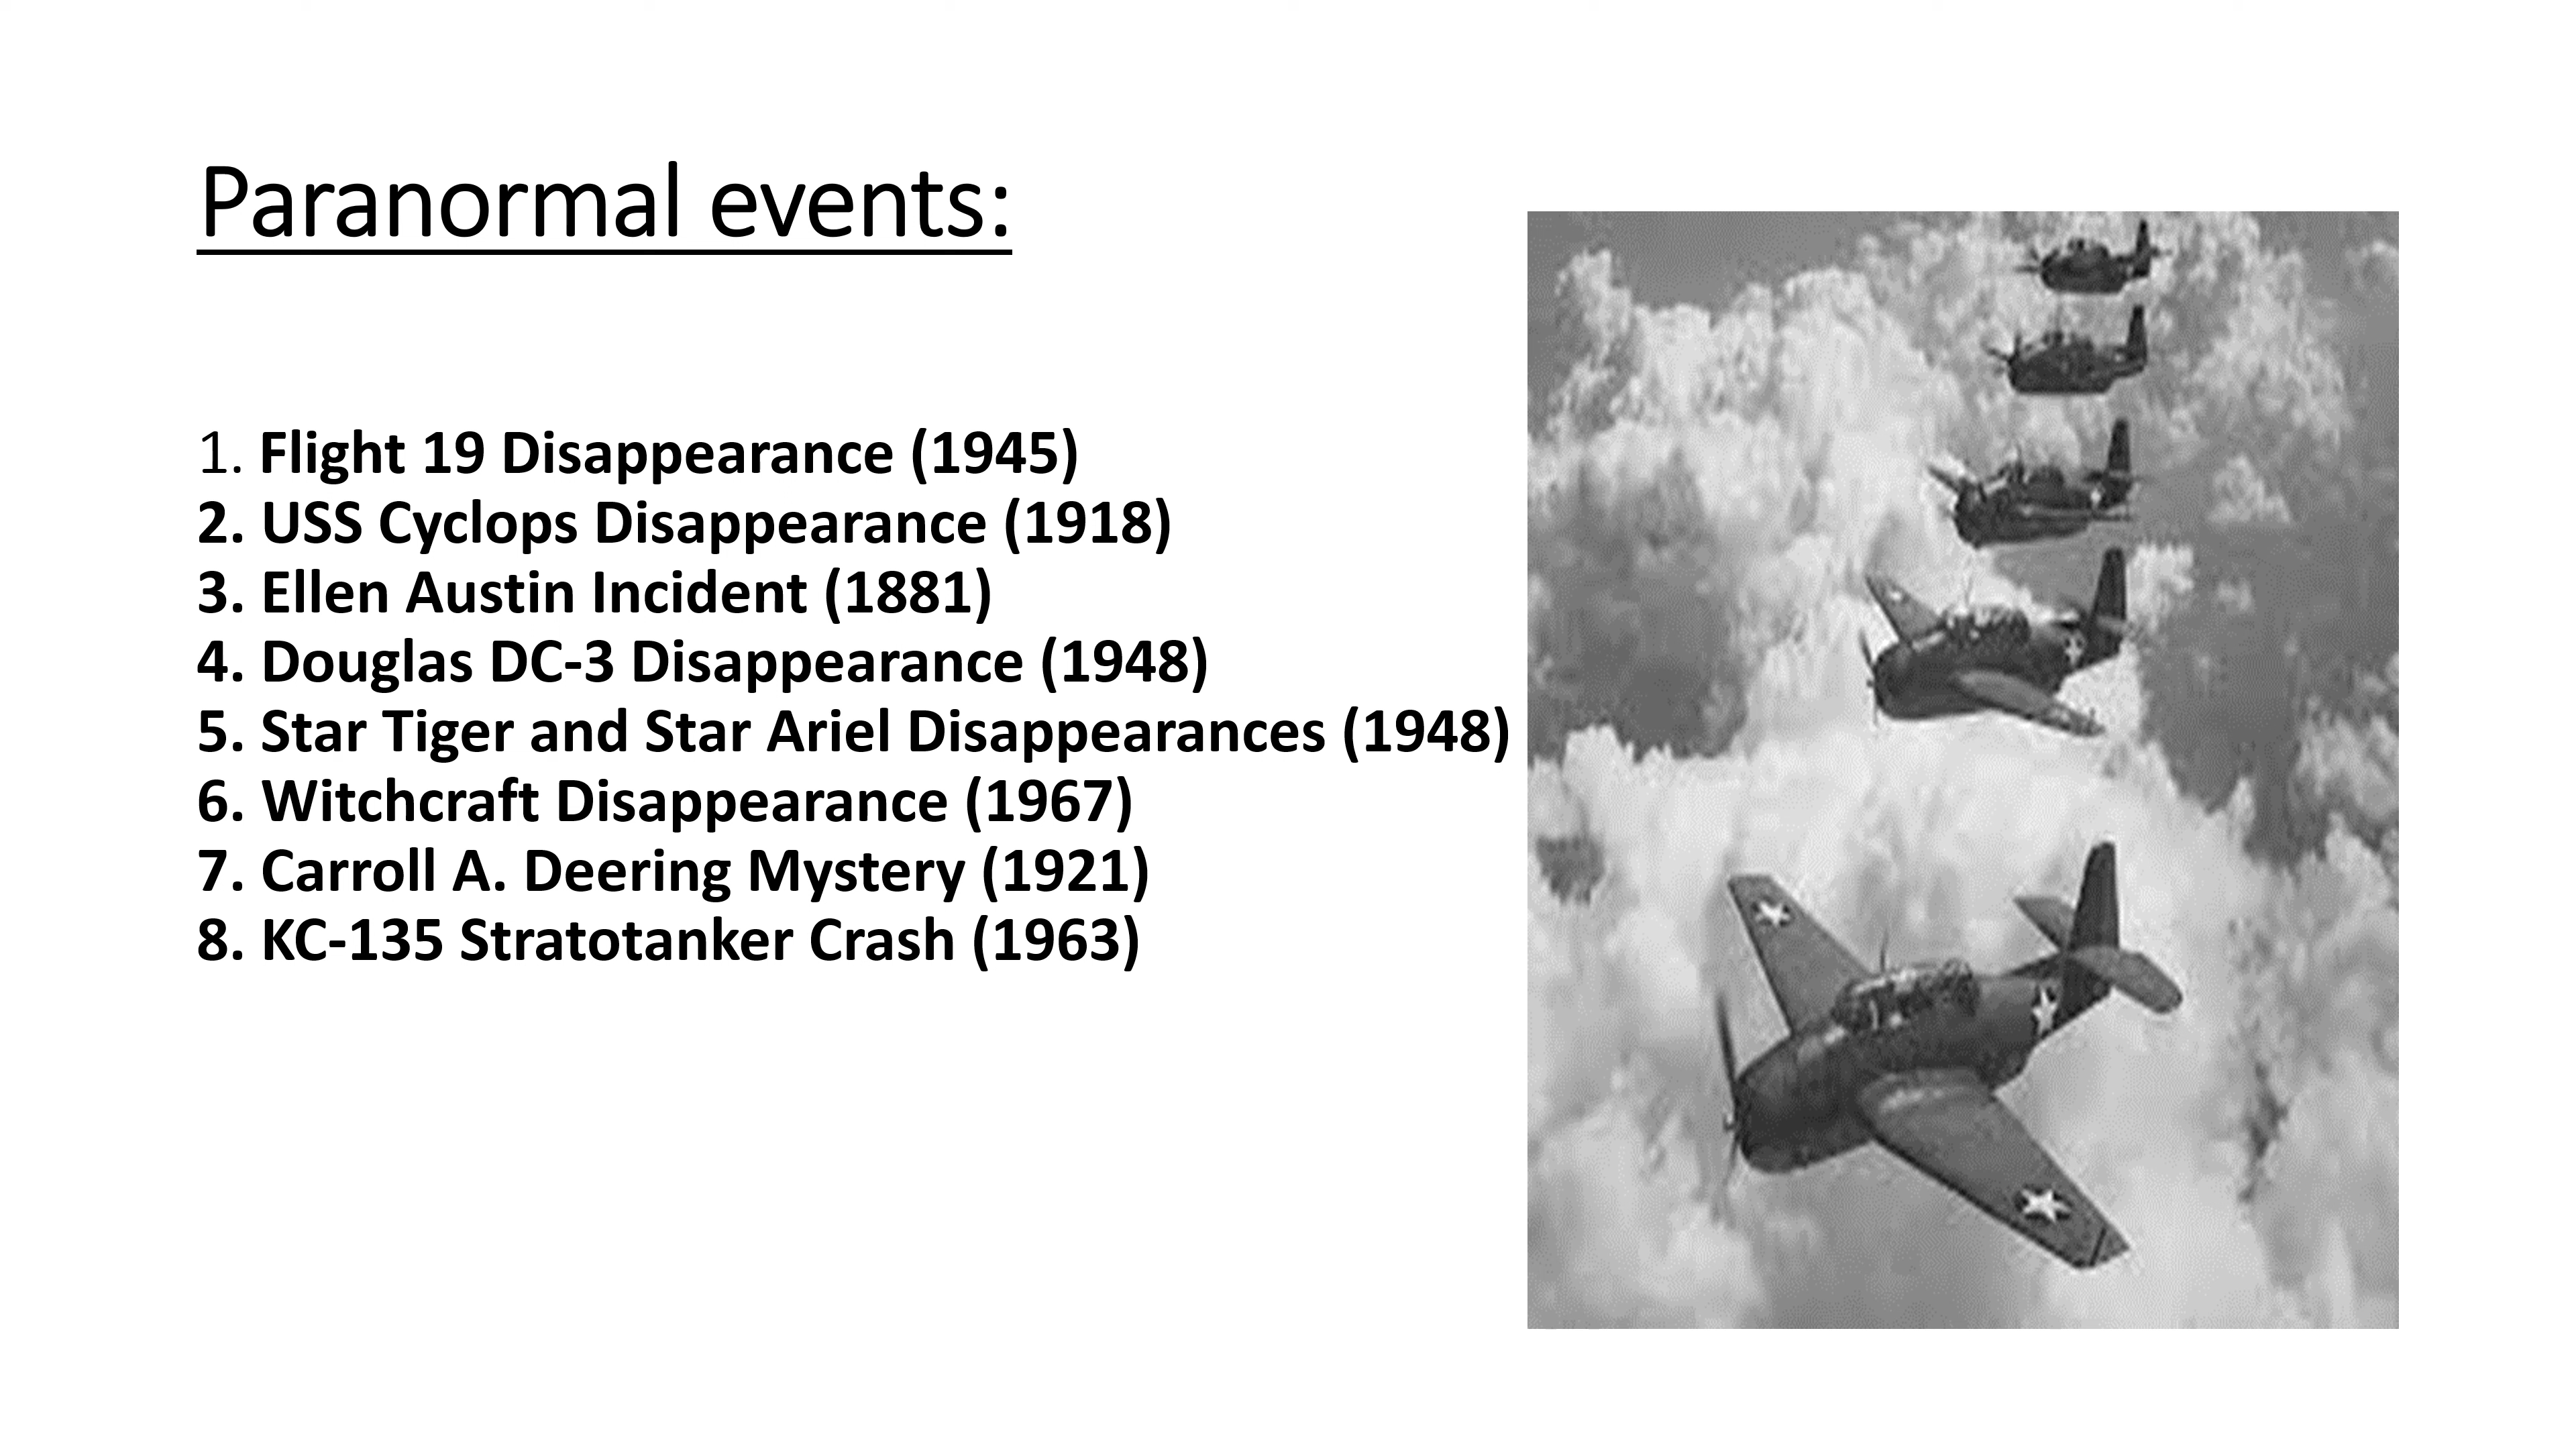 Paranormal events:
1. Flight 19 Disappearance (1945)
2. USS Cyclops Disappearance (1918)
3. Ellen Austin Incident (1881)
4. Douglas DC-3 Disappearance (1948)
5. Star Tiger and Star Ariel Disappearances (1948)
6. Witchcraft Disappearance (1967)
7. Carroll A. Deering Mystery (1921)
8. KC-135 Stratotanker Crash (1963)